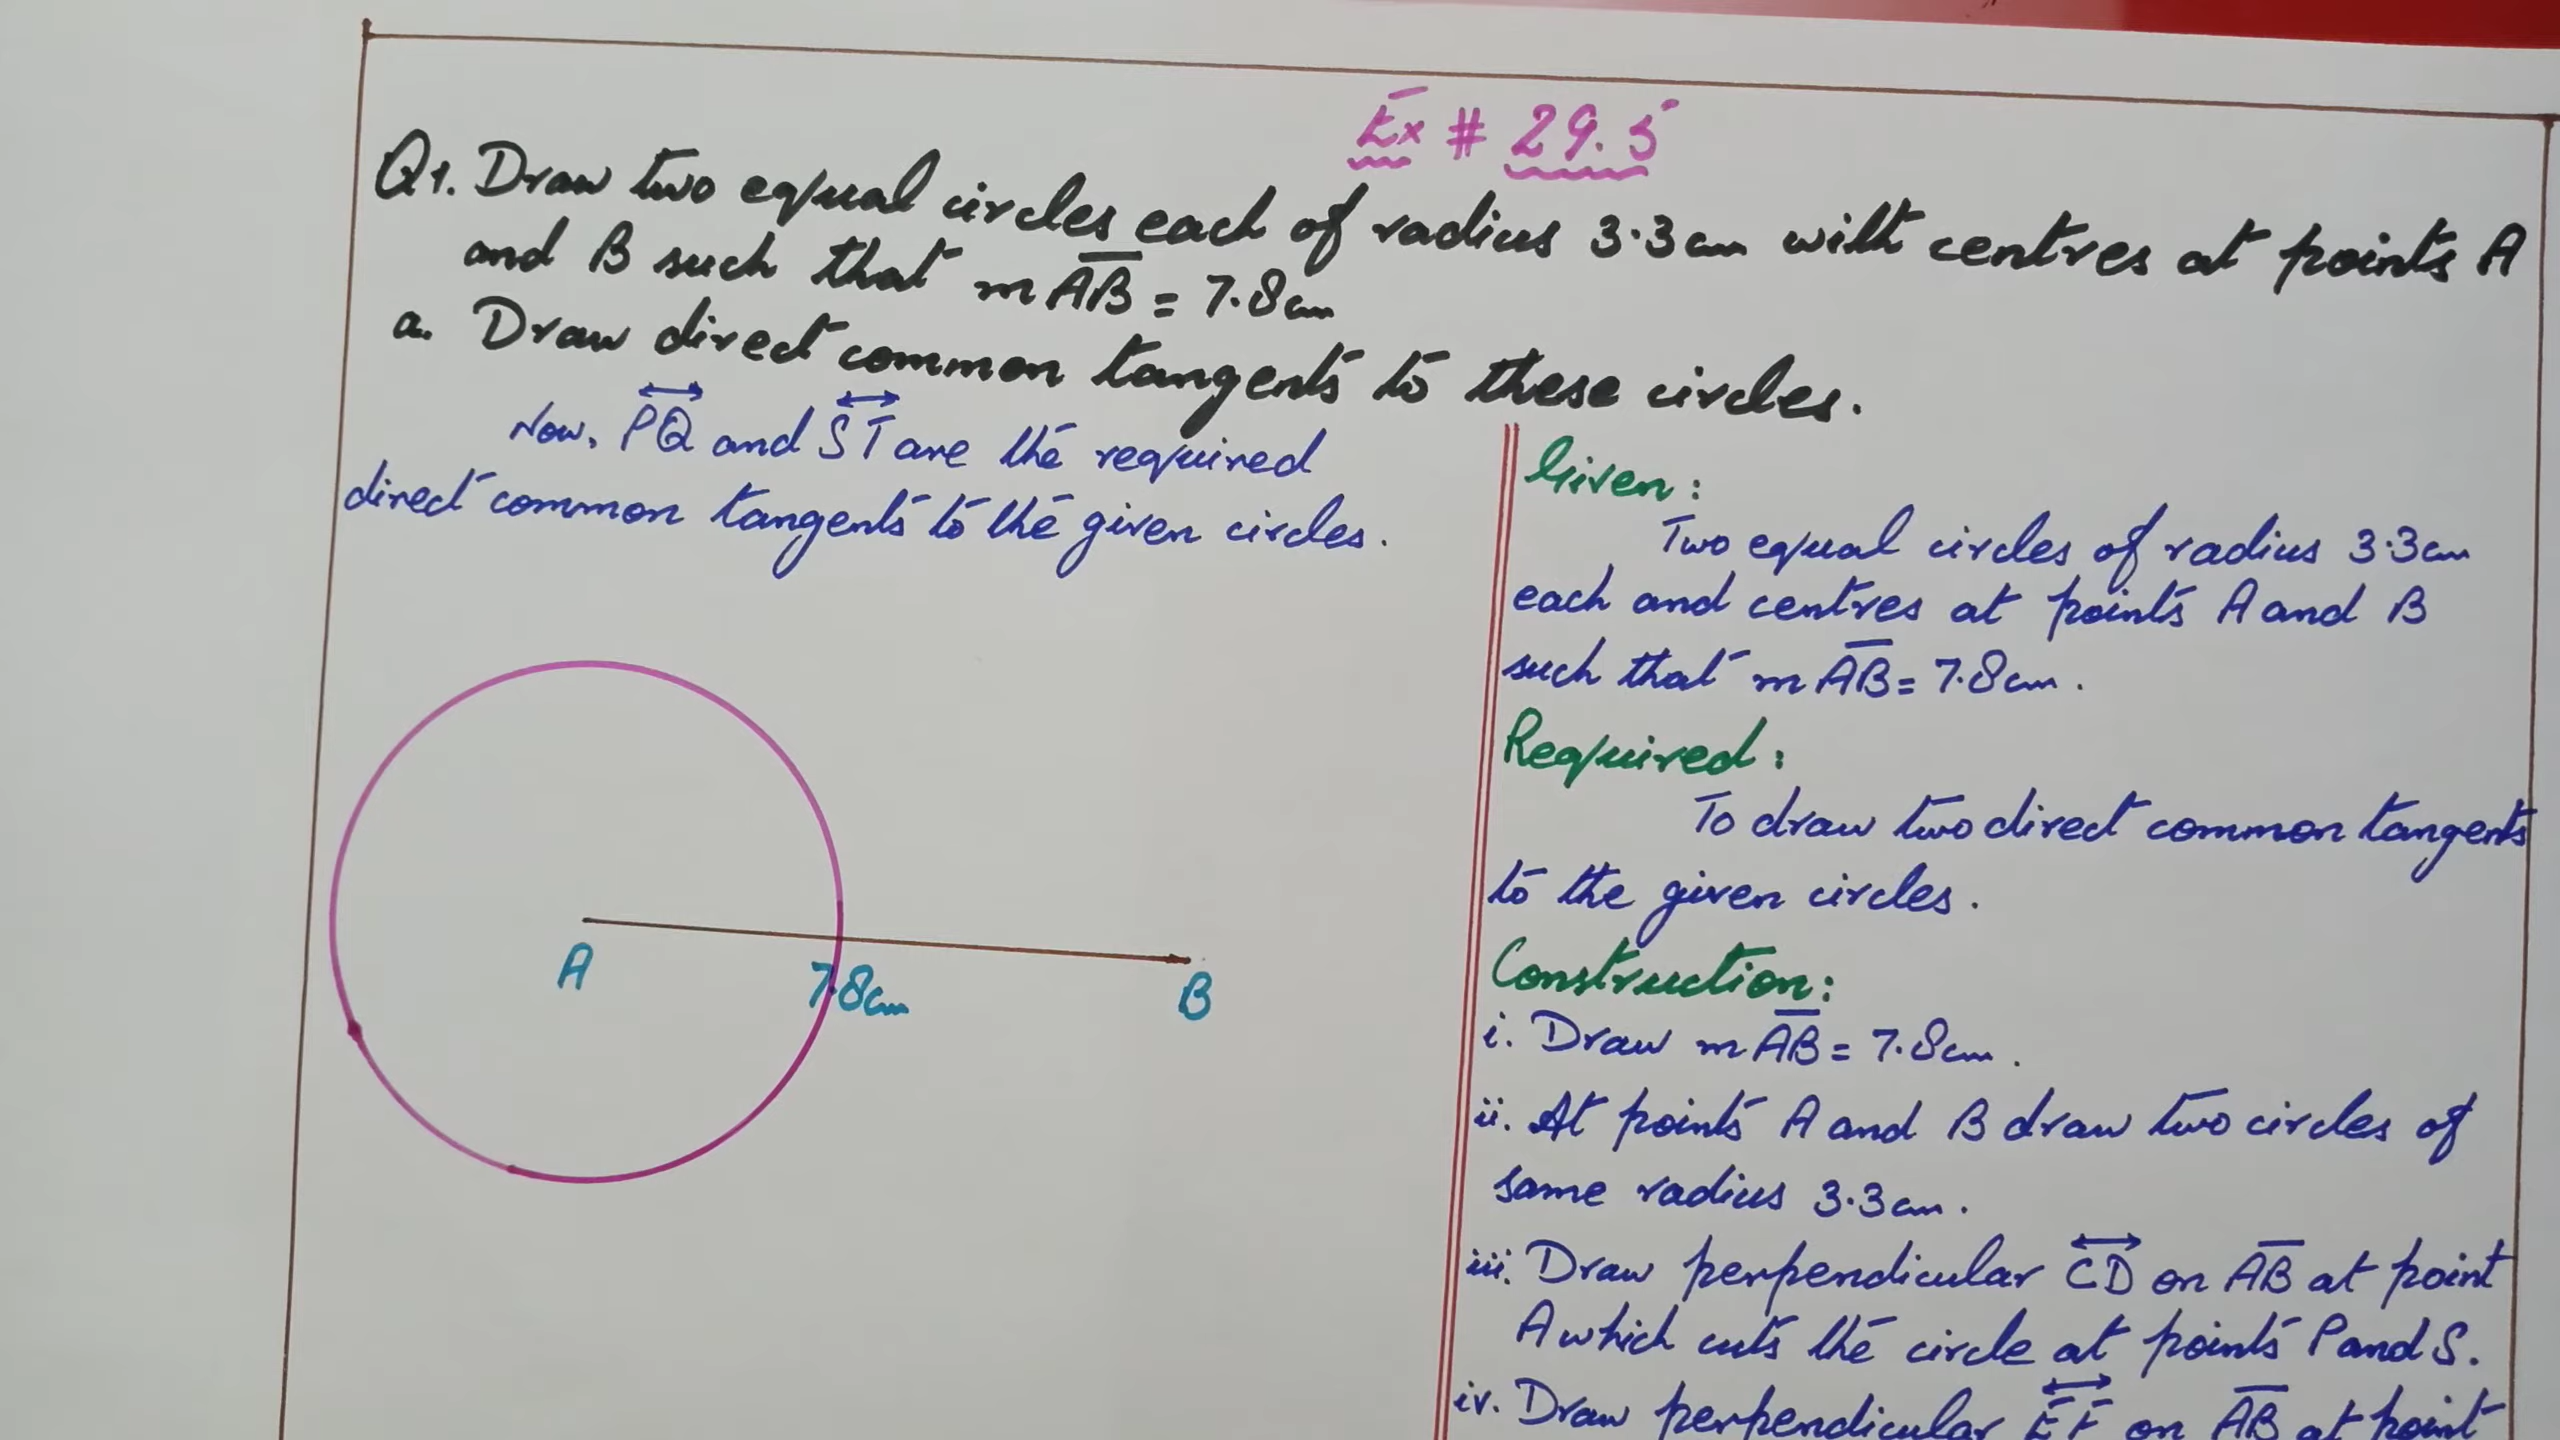 Ex # 29.5
Q1. Draw two equal circles each of radius 3.3cm with centres at points A
and B such that mAB = 7.8cm
a. Draw direct common tangents to these circles.
Now, PQ and ST are the required
direct common tangents to the given circles.
A
7.8cm
B
Given:
Two equal circles of radius 3.3cm
each and centres at points A and B
such that mAB = 7.8cm.
Required:
To draw two direct common tangents
to the given circles.
Construction:
i. Draw mAB = 7.8cm.
ii. At points A and B draw two circles of
same radius 3.3cm.
iii. Draw perpendicular CD on AB at point
A which cuts the circle at points P and S.
iv. Draw perpendicular EF on AB at point